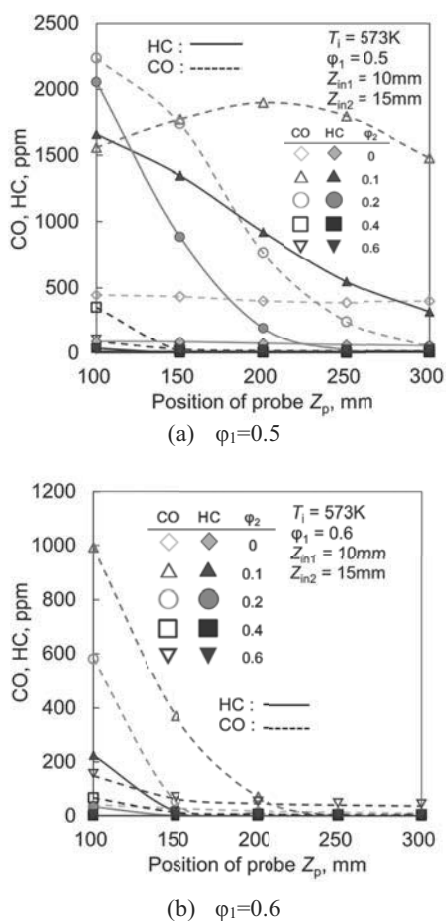 HC :
CO :
Ti = 573K
φ1 = 0.5
Zin1 = 10mm
Zin2 = 15mm
CO HC φ2
0
0.1
0.2
0.4
0.6
2500
2000
1500
1000
500
0
CO, HC, ppm
100 150 200 250 300
Position of probe Zp, mm
(a) φ1=0.5
1200
1000
800
600
400
200
0
CO, HC, ppm
CO HC φ2
0
0.1
0.2
0.4
0.6
Ti = 573K
φ1 = 0.6
Zin1 = 10mm
Zin2 = 15mm
HC :
CO :
100 150 200 250 300
Position of probe Zp, mm
(b) φ1=0.6